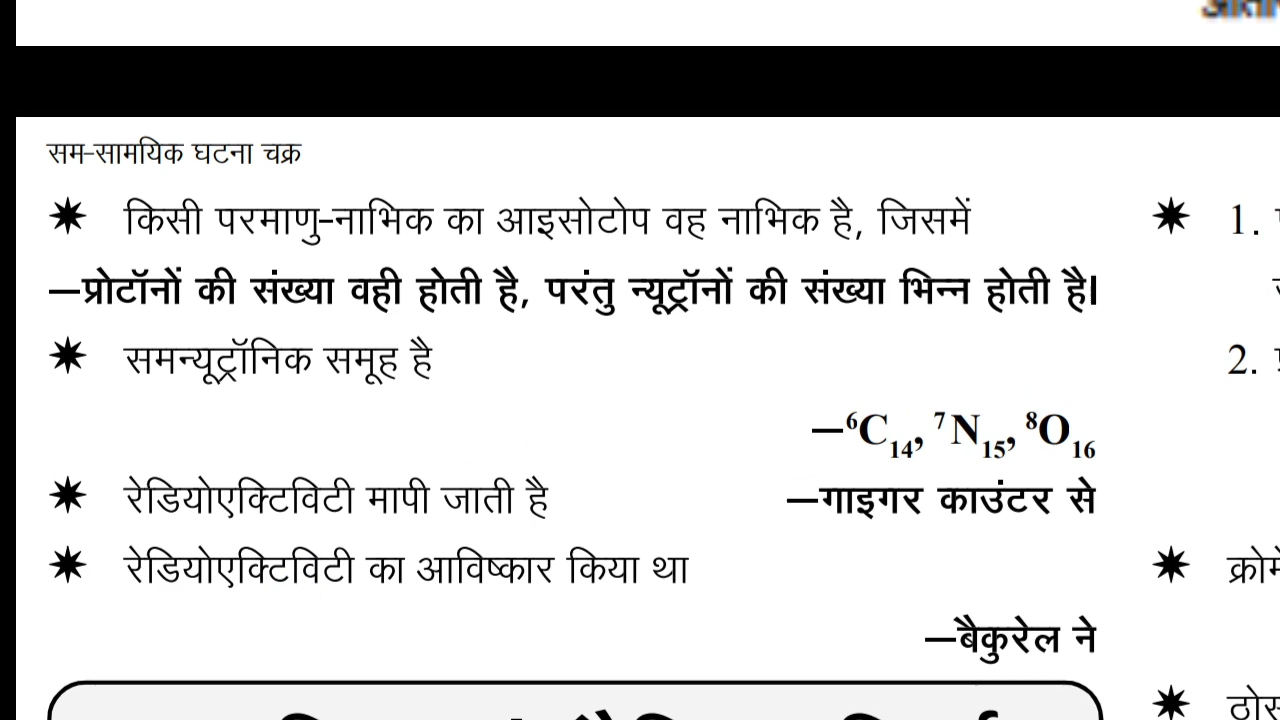 सम-सामयिक घटना चक्र
✷ किसी परमाणु-नाभिक का आइसोटोप वह नाभिक है, जिसमें
—प्रोटॉनों की संख्या वही होती है, परंतु न्यूट्रॉनों की संख्या भिन्न होती है।
✷ समन्यूट्रॉनिक समूह है
—⁶C₁₄, ⁷N₁₅, ⁸O₁₆
✷ रेडियोएक्टिविटी मापी जाती है —गाइगर काउंटर से
✷ रेडियोएक्टिविटी का आविष्कार किया था
—बैकुरेल ने
✷ 1.
2.
✷
✷